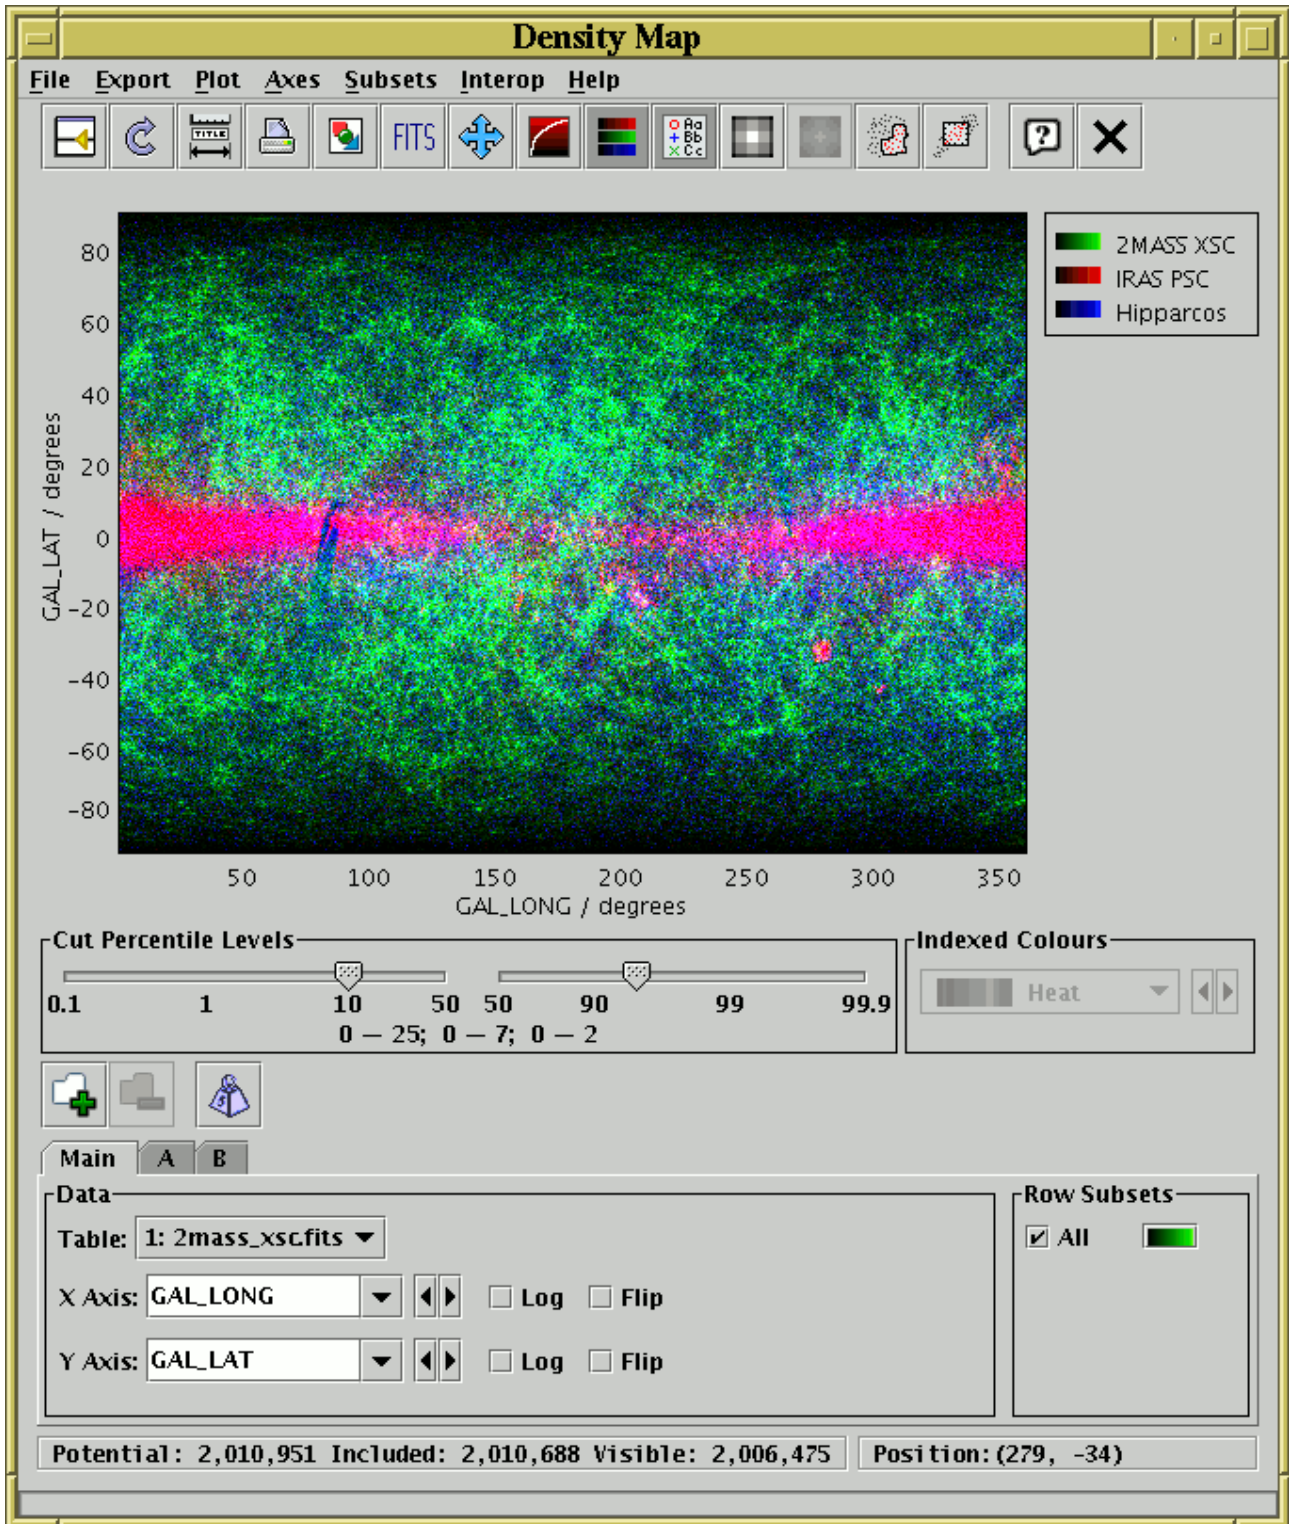 Density Map
File Export Plot Axes Subsets Interop Help
TITLE
FITS
Aa
Bb
Cc
2MASS XSC
IRAS PSC
Hipparcos
80
60
40
20
0
-20
-40
-60
-80
GAL_LAT / degrees
50 100 150 200 250 300 350
GAL_LONG / degrees
Cut Percentile Levels
0.1 1 10 50 50 90 99 99.9
0 — 25; 0 — 7; 0 — 2
Indexed Colours
Heat
Main A B
Data
Table: 1: 2mass_xsc.fits
X Axis: GAL_LONG Log Flip
Y Axis: GAL_LAT Log Flip
Row Subsets
All
Potential: 2,010,951 Included: 2,010,688 Visible: 2,006,475
Position:(279, -34)